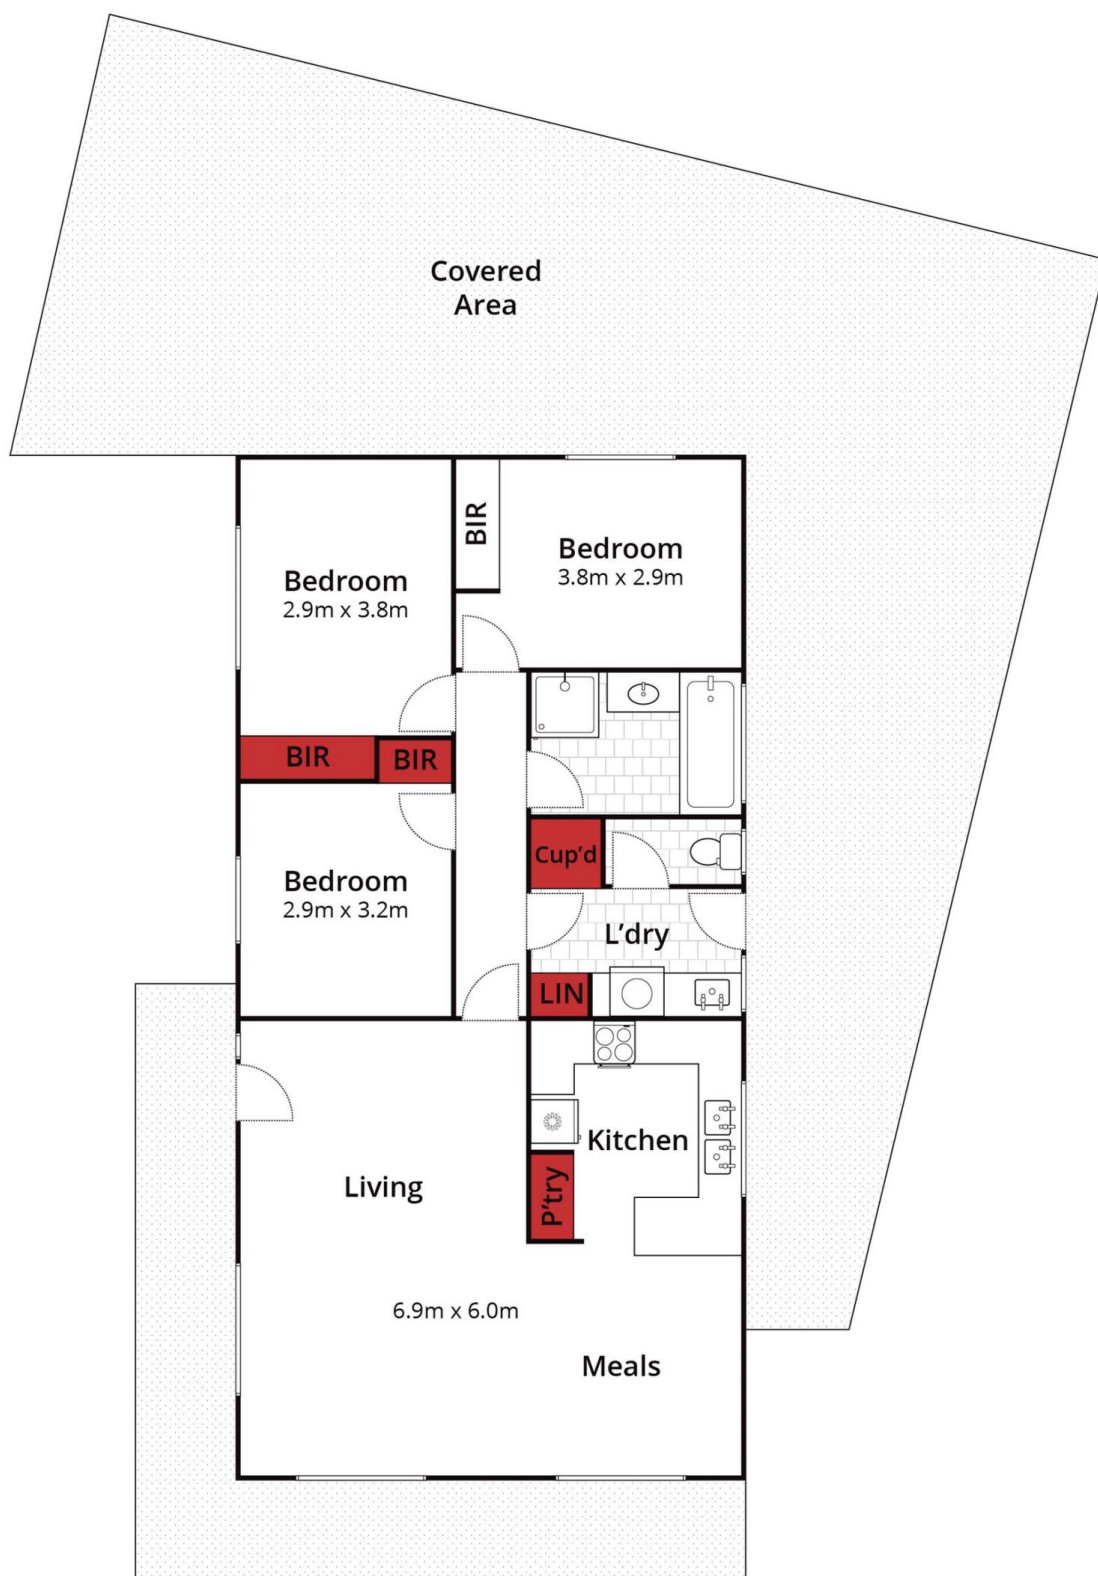 Covered
Area
BIR
Bedroom
3.8m x 2.9m
Bedroom
2.9m x 3.8m
BIR
BIR
Cup'd
Bedroom
2.9m x 3.2m
L'dry
LIN
Kitchen
P'try
Living
6.9m x 6.0m
Meals